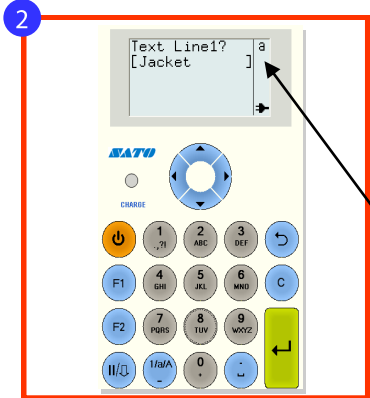 2
Text Line1? a
[Jacket ]
SATO
CHARGE
1 .,?!
2 ABC
3 DEF
F1
4 GHI
5 JKL
6 MNO
C
F2
7 PQRS
8 TUV
9 WXYZ
1/a/A _
0